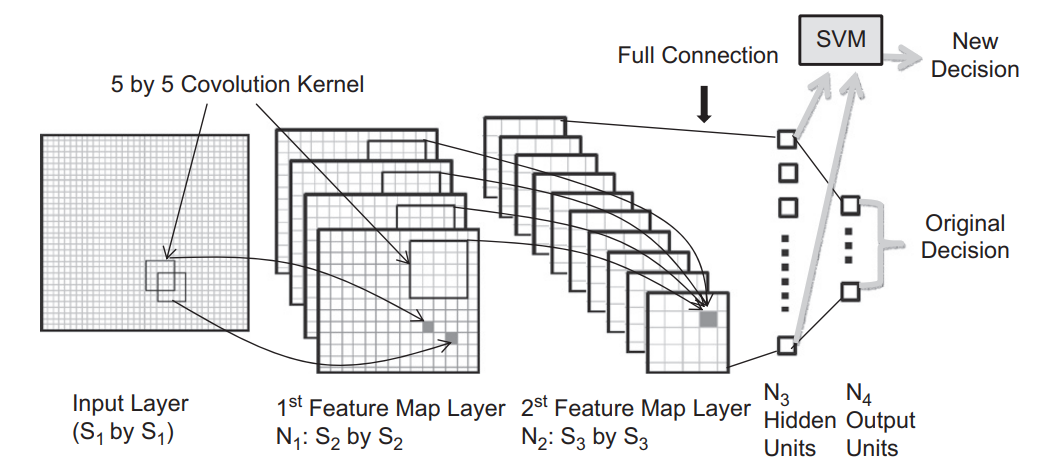 SVM
New
Decision
Full Connection
5 by 5 Covolution Kernel
Original
Decision
Input Layer
(S₁ by S₁)
1ˢᵗ Feature Map Layer
N₁: S₂ by S₂
2ˢᵗ Feature Map Layer
N₂: S₃ by S₃
N₃
Hidden
Units
N₄
Output
Units